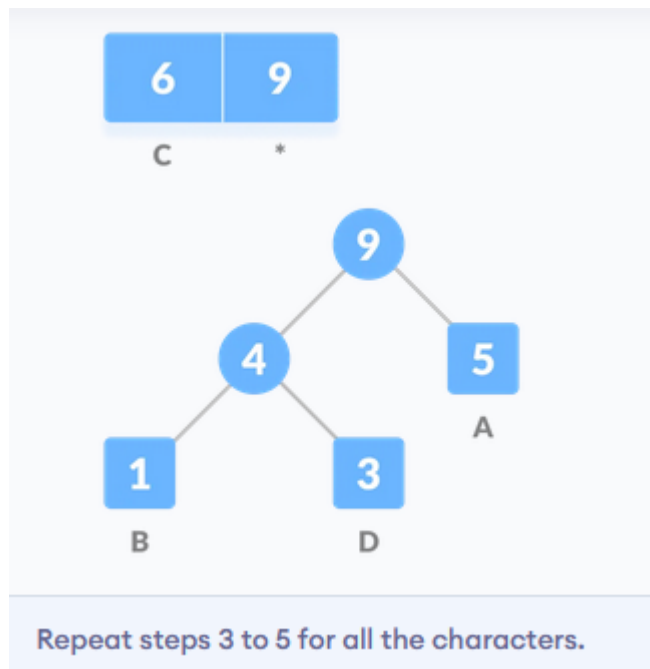 6 9
C *
9
4 5
A
1 3
B D
Repeat steps 3 to 5 for all the characters.